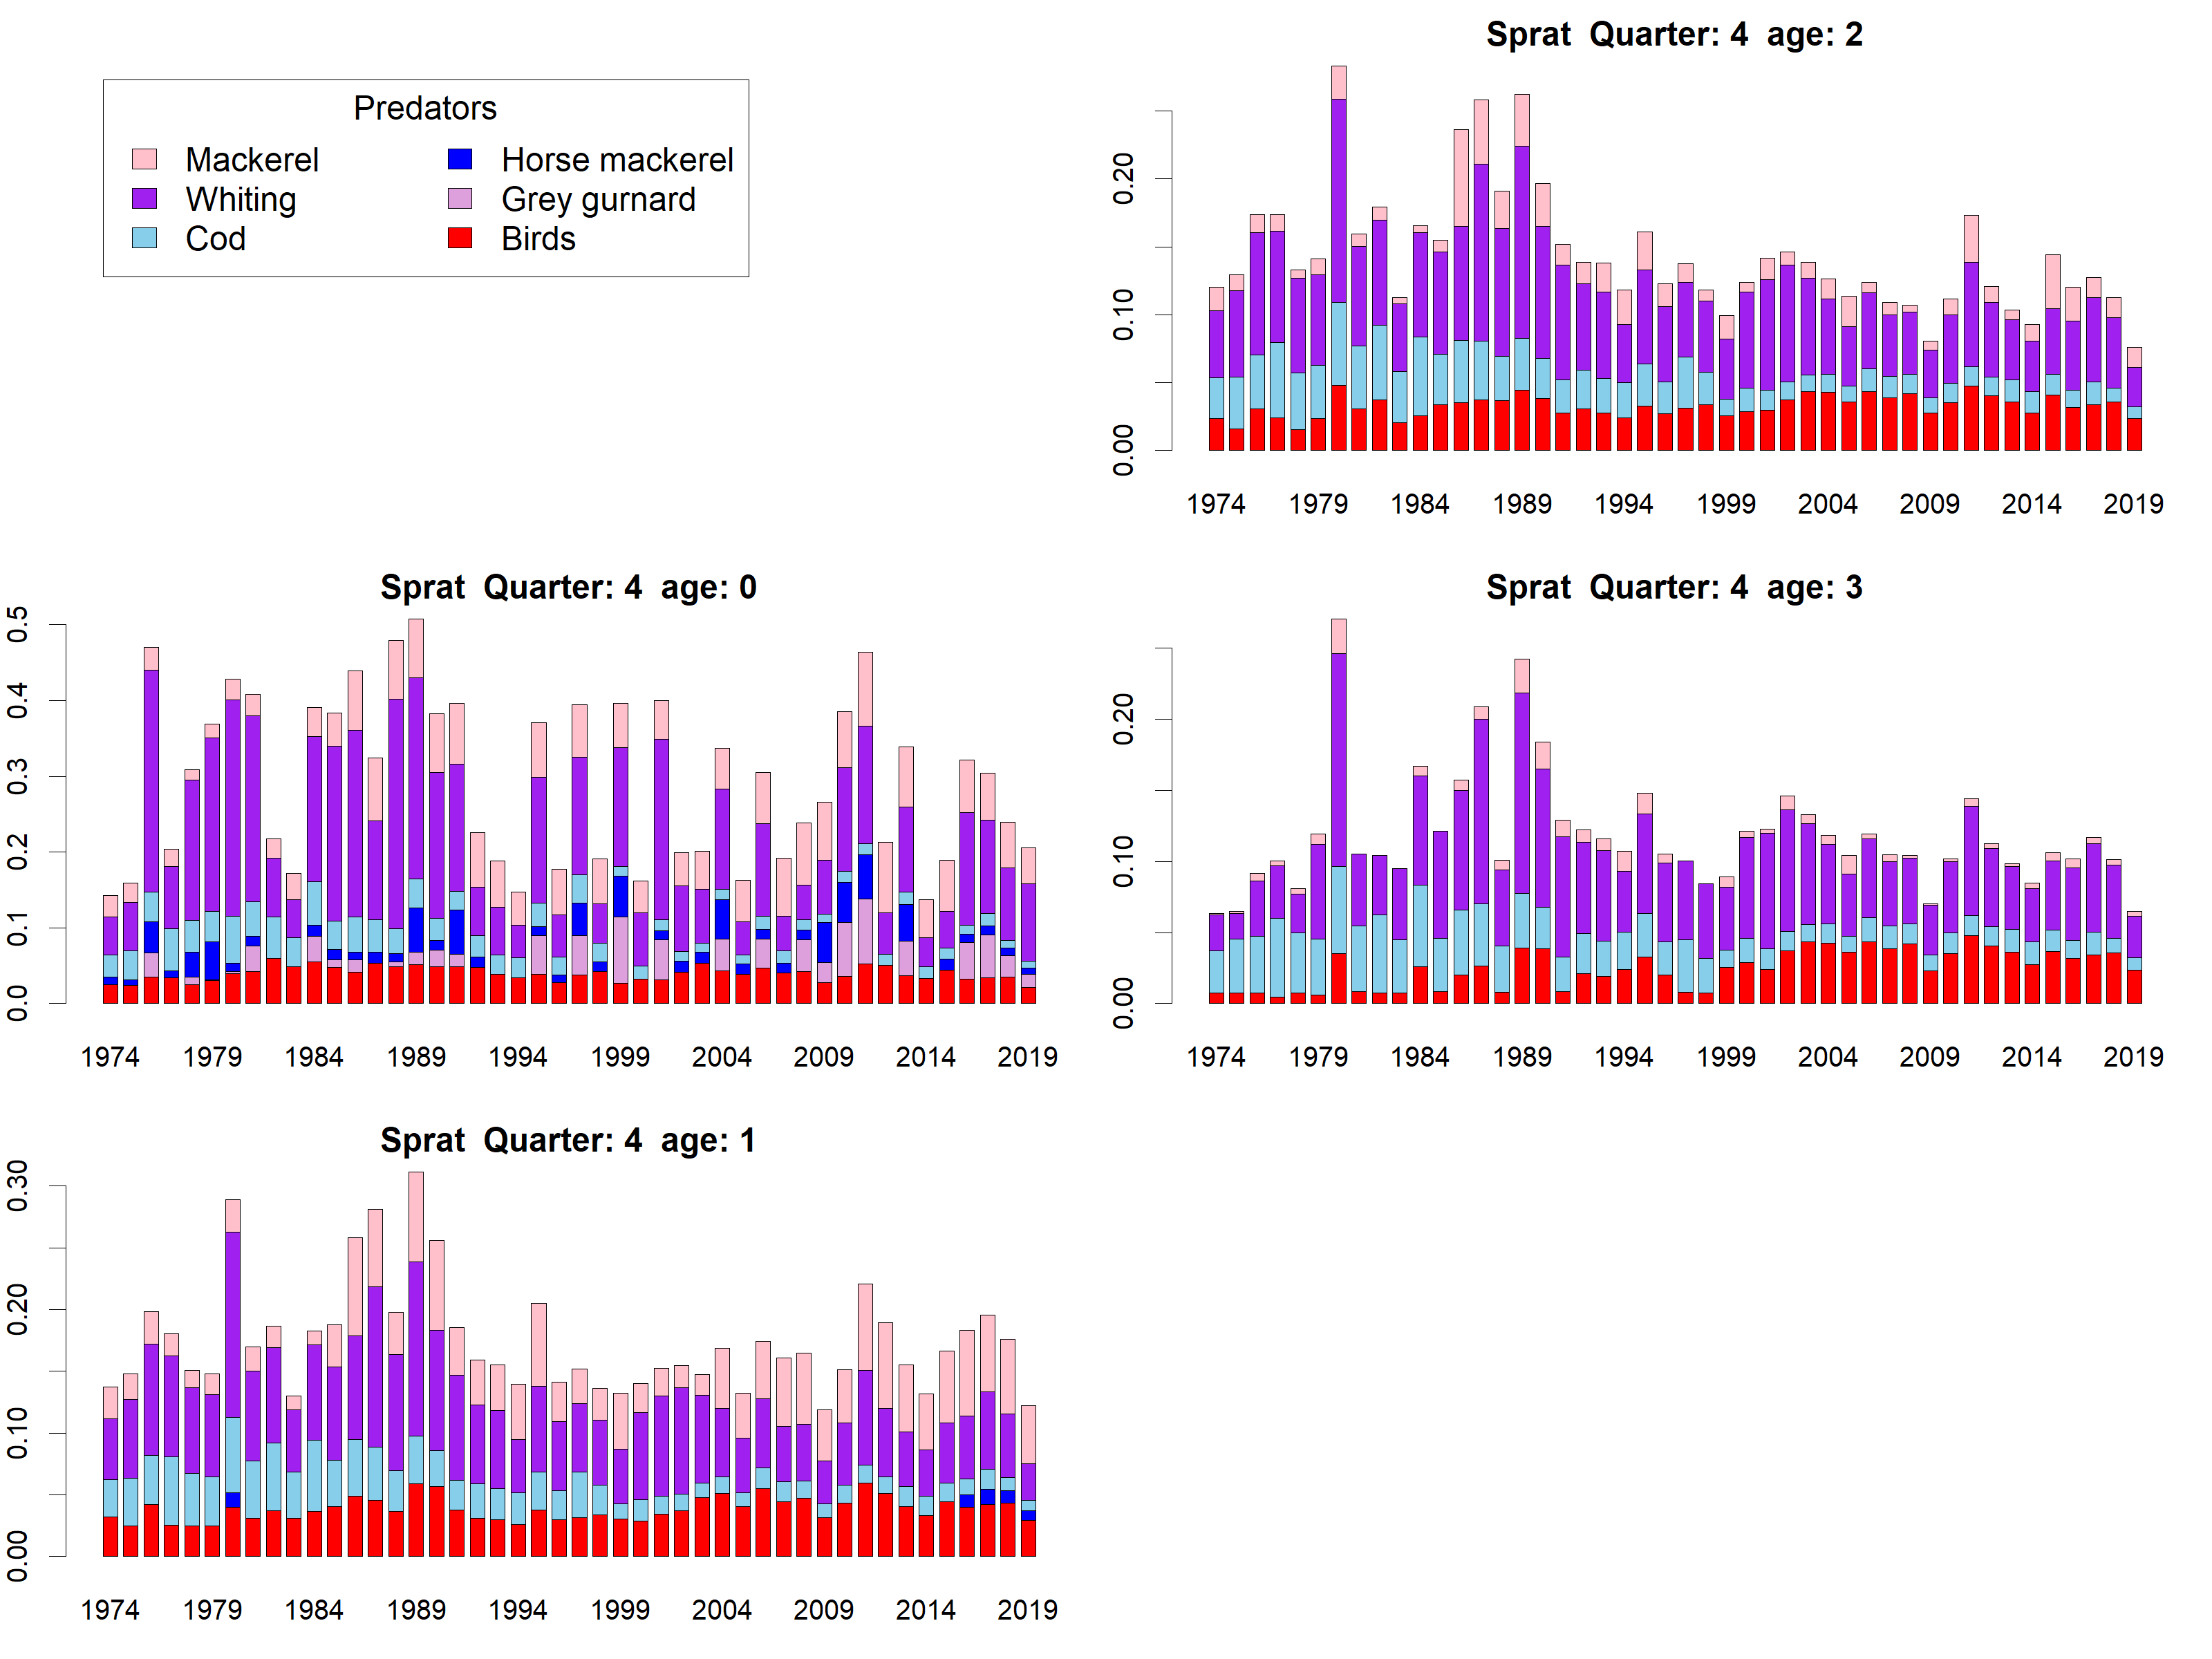 Predators
Mackerel Horse mackerel
Whiting Grey gurnard
Cod Birds
Sprat Quarter: 4 age: 2
0.20
0.10
0.00
1974 1979 1984 1989 1994 1999 2004 2009 2014 2019
Sprat Quarter: 4 age: 0
0.5
0.4
0.3
0.2
0.1
0.0
1974 1979 1984 1989 1994 1999 2004 2009 2014 2019
Sprat Quarter: 4 age: 3
0.20
0.10
0.00
1974 1979 1984 1989 1994 1999 2004 2009 2014 2019
Sprat Quarter: 4 age: 1
0.30
0.20
0.10
0.00
1974 1979 1984 1989 1994 1999 2004 2009 2014 2019